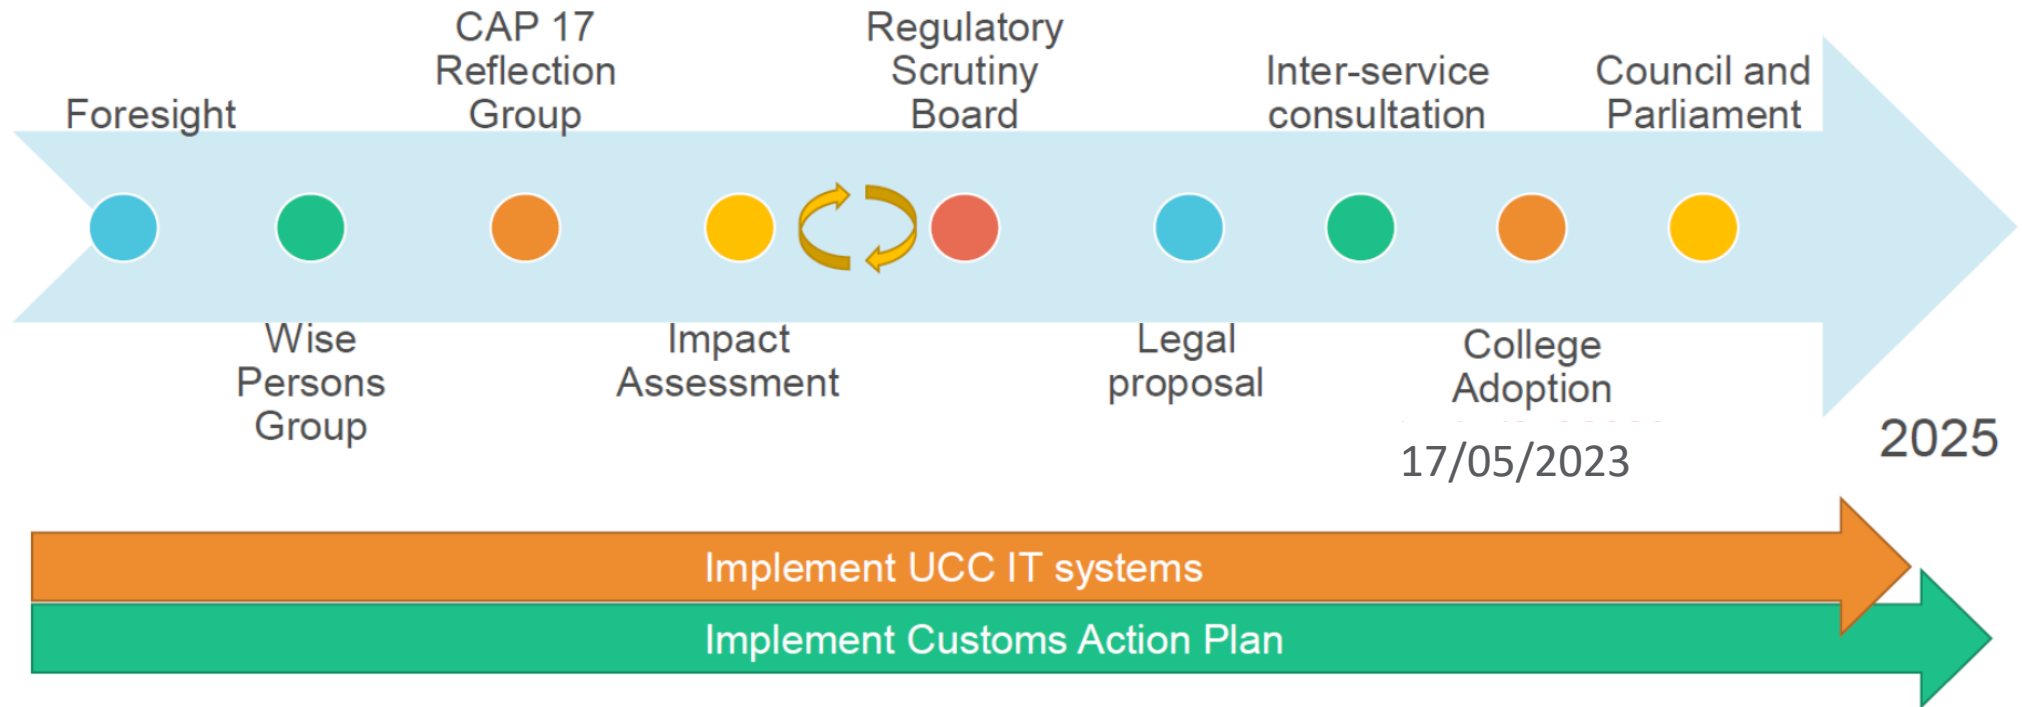 Foresight
CAP 17
Reflection
Group
Regulatory
Scrutiny
Board
Inter-service
consultation
Council and
Parliament
Wise
Persons
Group
Impact
Assessment
Legal
proposal
College
Adoption
17/05/2023
2025
Implement UCC IT systems
Implement Customs Action Plan